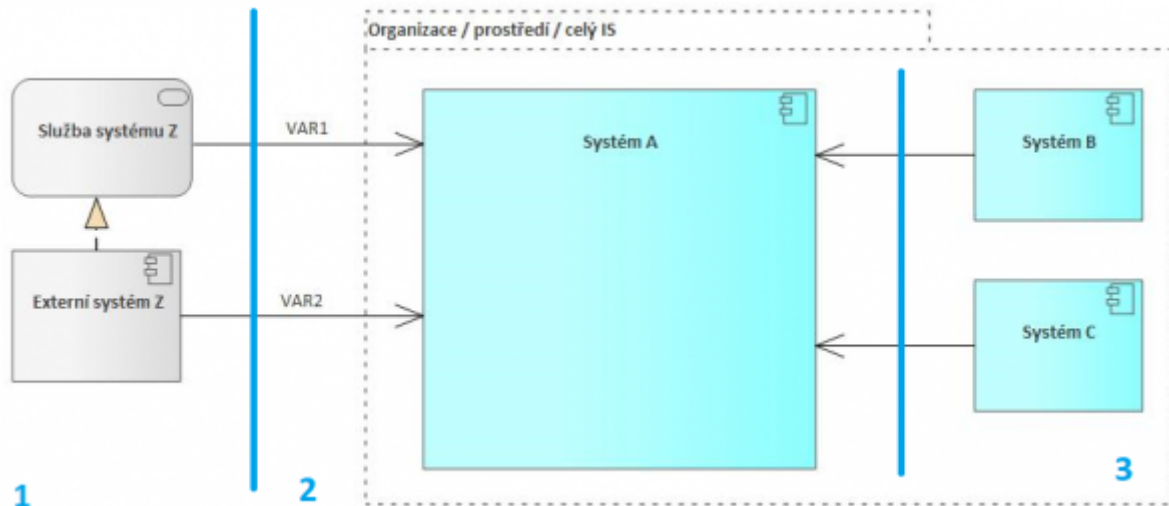 Organizace / prostředí / celý IS
Služba systému Z
VAR1
Systém A
Systém B
Externí systém Z
VAR2
Systém C
1
2
3